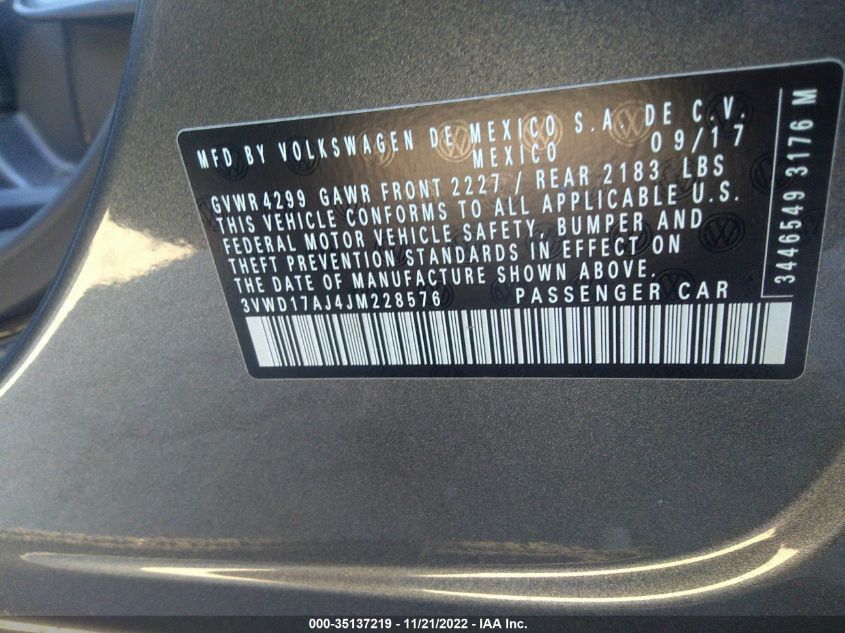 MFD BY VOLKSWAGEN DE MEXICO S.A. DE C.V.
MEXICO 09/17
GVWR 4299 GAWR FRONT 2227 / REAR 2183 LBS
THIS VEHICLE CONFORMS TO ALL APPLICABLE U.S.
FEDERAL MOTOR VEHICLE SAFETY, BUMPER AND
THEFT PREVENTION STANDARDS IN EFFECT ON
THE DATE OF MANUFACTURE SHOWN ABOVE.
3VWD17AJ4JM228576 PASSENGER CAR
3446549 3176 M
000-35137219 - 11/21/2022 - IAA Inc.